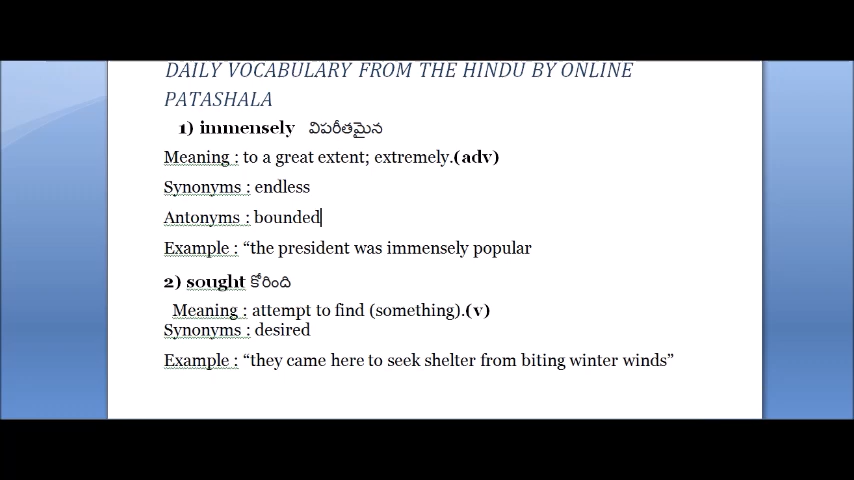 DAILY VOCABULARY FROM THE HINDU BY ONLINE
PATASHALA
1) immensely విపరీతమైన
Meaning : to a great extent; extremely.(adv)
Synonyms : endless
Antonyms : bounded
Example : “the president was immensely popular
2) sought కోరింది
Meaning : attempt to find (something).(v)
Synonyms : desired
Example : “they came here to seek shelter from biting winter winds”